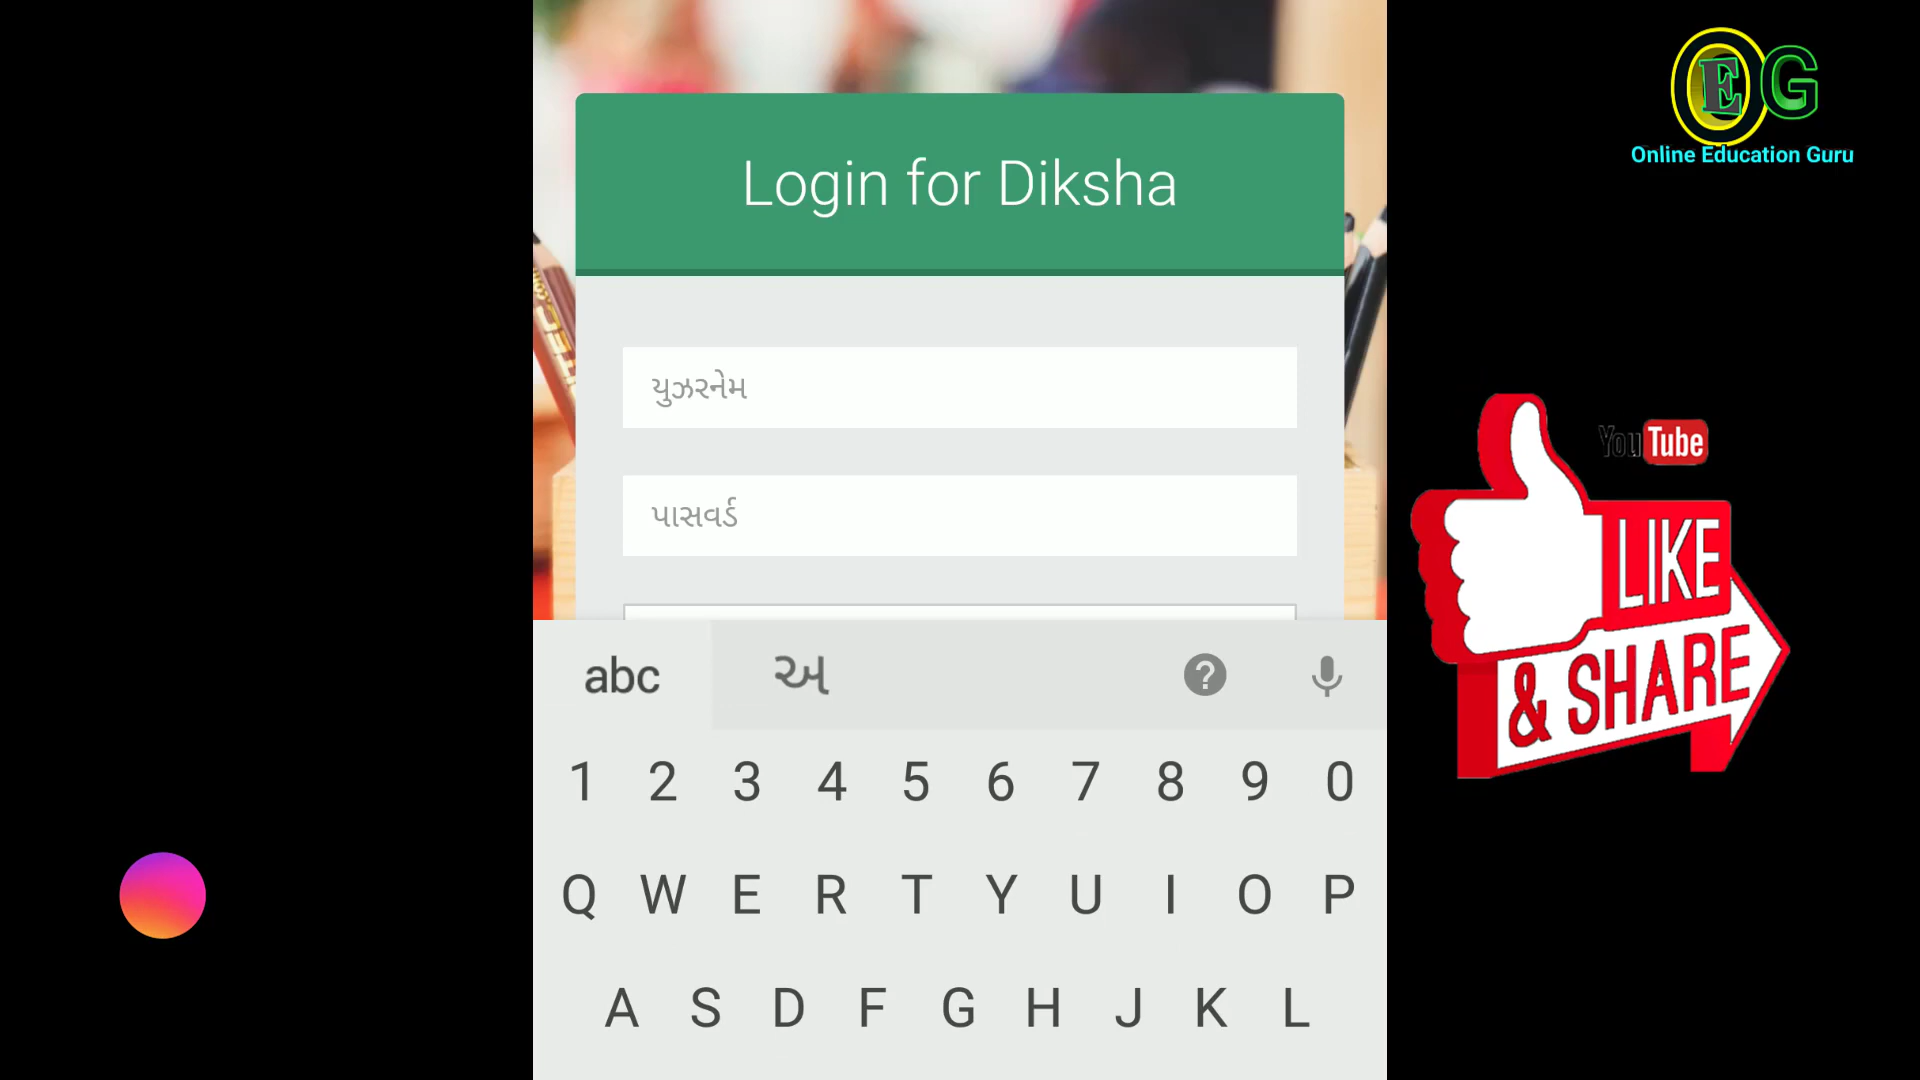 Login for Diksha
યુઝરનેમ
પાસવર્ડ
abc અ ?
1 2 3 4 5 6 7 8 9 0
Q W E R T Y U I O P
A S D F G H J K L
OEG
Online Education Guru
YouTube
LIKE
& SHARE